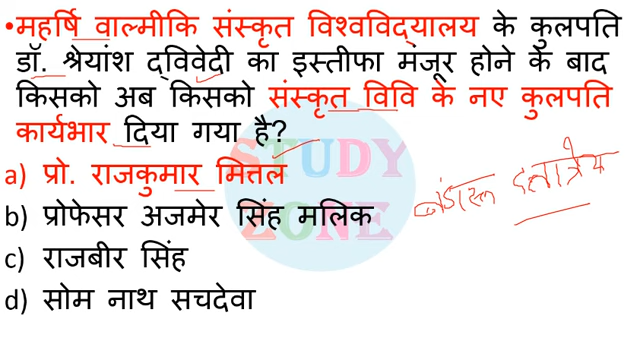 •महर्षि वाल्मीकि संस्कृत विश्वविद्यालय के कुलपति
डॉ. श्रेयांश द्विवेदी का इस्तीफा मंजूर होने के बाद
किसको अब किसको संस्कृत विवि के नए कुलपति
कार्यभार दिया गया है?
a) प्रो. राजकुमार मित्तल
b) प्रोफेसर अजमेर सिंह मलिक
c) राजबीर सिंह
d) सोम नाथ सचदेवा
STUDY
ZONE
दत्तात्रेय